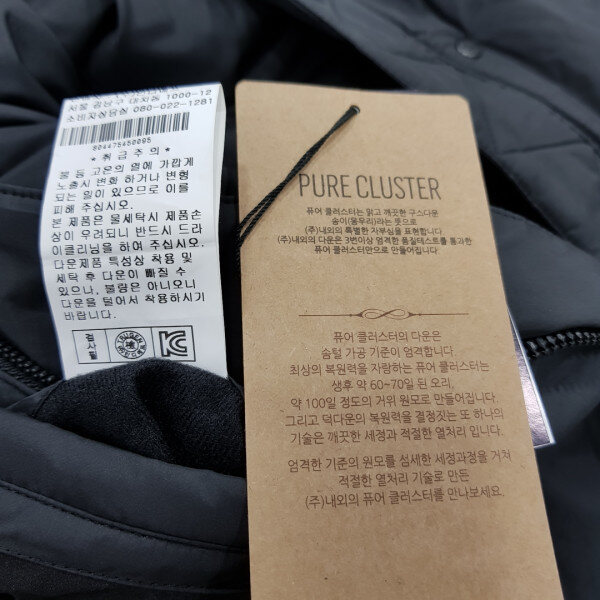 서울 강남구 대치동 1000-12
소비자상담실 080-022-1281
804475450095
* 취급주의 *
불 등 고온의 열에 가깝게
노출시 변화 하거나 변형
되는 일이 있으므로 이를
피해 주십시오.
본 제품은 물세탁시 제품손
상이 우려되니 반드시 드라
이클리닝을 하여 주십시오.
다운제품 특성상 착용 및
세탁 후 다운이 빠질 수
있으나, 불량은 아니오니
다운을 털어서 착용하시기
바랍니다.
PURE CLUSTER
퓨어 클러스터는 맑고 깨끗한 구스다운
송이(뭉우리)라는 뜻으로
(주)내외의 특별한 자부심을 표현합니다
(주)내외의 다운은 3번이상 엄격한 품질테스트를 통과한
퓨어 클러스터만으로 만들어집니다
퓨어 클러스터의 다운은
솜털 가공 기준이 엄격합니다.
최상의 복원력을 자랑하는 퓨어 클러스터는
생후 약 60~70일 된 오리,
약 100일 정도의 거위 원모로 만들어집니다.
그리고 덕다운의 복원력을 결정짓는 또 하나의
기술은 깨끗한 세정과 적절한 열처리 입니다.
엄격한 기준의 원모를 섬세한 세정과정을 거쳐
적절한 열처리 기술로 만든
(주)내외의 퓨어 클러스터를 만나보세요.